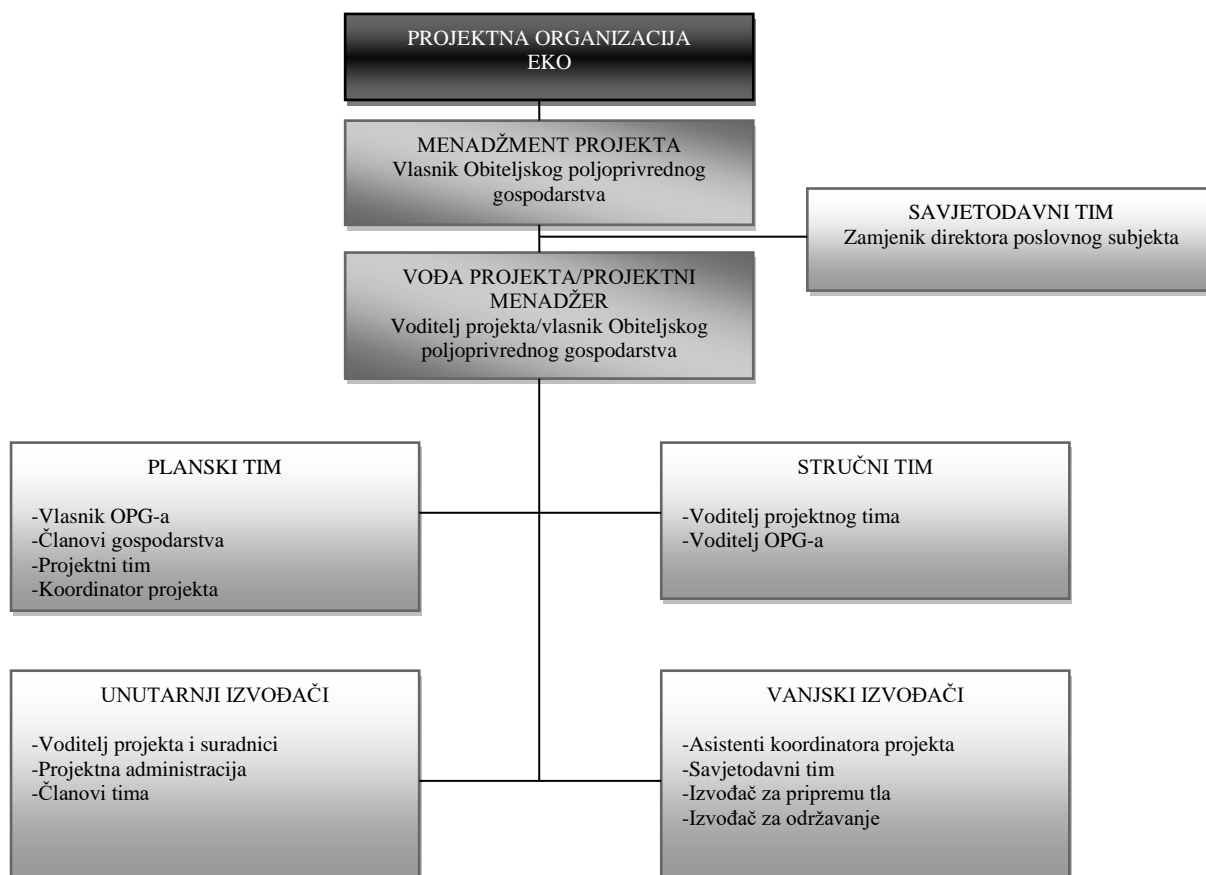 PROJEKTNA ORGANIZACIJA
EKO
MENADŽMENT PROJEKTA
Vlasnik Obiteljskog poljoprivrednog
gospodarstva
SAVJETODAVNI TIM
Zamjenik direktora poslovnog subjekta
VOĐA PROJEKTA/PROJEKTNI
MENADŽER
Voditelj projekta/vlasnik Obiteljskog
poljoprivrednog gospodarstva
PLANSKI TIM
-Vlasnik OPG-a
-Članovi gospodarstva
-Projektni tim
-Koordinator projekta
STRUČNI TIM
-Voditelj projektnog tima
-Voditelj OPG-a
UNUTARNJI IZVOĐAČI
-Voditelj projekta i suradnici
-Projektna administracija
-Članovi tima
VANJSKI IZVOĐAČI
-Asistenti koordinatora projekta
-Savjetodavni tim
-Izvođač za pripremu tla
-Izvođač za održavanje